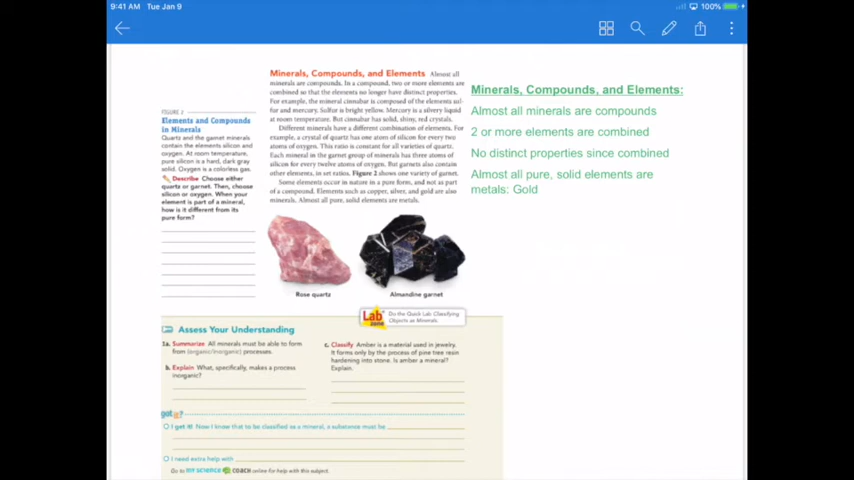 9:41 AM Tue Jan 9
100%
Minerals, Compounds, and Elements Almost all
minerals are compounds. In a compound, two or more elements are
combined so that the elements no longer have distinct properties.
For example, the mineral cinnabar is composed of the elements sul-
fur and mercury. Sulfur is bright yellow. Mercury is a silvery liquid
at room temperature. But cinnabar has solid, shiny, red crystals.
Different minerals have a different combination of elements. For
example, a crystal of quartz has one atom of silicon for every two
atoms of oxygen. This ratio is constant for all varieties of quartz.
Each mineral in the garnet group of minerals has three atoms of
silicon for every twelve atoms of oxygen. But garnets also contain
other elements, in set ratios. Figure 2 shows one variety of garnet.
Some elements occur in nature in a pure form, and not as part
of a compound. Elements such as copper, silver, and gold are also
minerals. Almost all pure, solid elements are metals.
FIGURE 2
Elements and Compounds
in Minerals
Quartz and the garnet minerals
contain the elements silicon and
oxygen. At room temperature,
pure silicon is a hard, dark gray
solid. Oxygen is a colorless gas.
Describe Choose either
quartz or garnet. Then, choose
silicon or oxygen. When your
element is part of a mineral,
how is it different from its
pure form?
Rose quartz
Almandine garnet
Minerals, Compounds, and Elements:
Almost all minerals are compounds
2 or more elements are combined
No distinct properties since combined
Almost all pure, solid elements are
metals: Gold
Lab zone
Do the Quick Lab Classifying
Objects as Minerals.
Assess Your Understanding
1a. Summarize All minerals must be able to form
from (organic/inorganic) processes.
b. Explain What, specifically, makes a process
inorganic?
c. Classify Amber is a material used in jewelry.
It forms only by the process of pine tree resin
hardening into stone. Is amber a mineral?
Explain.
got it?
I get it! Now I know that to be classified as a mineral, a substance must be
I need extra help with
Go to my science coach online for help with this subject.